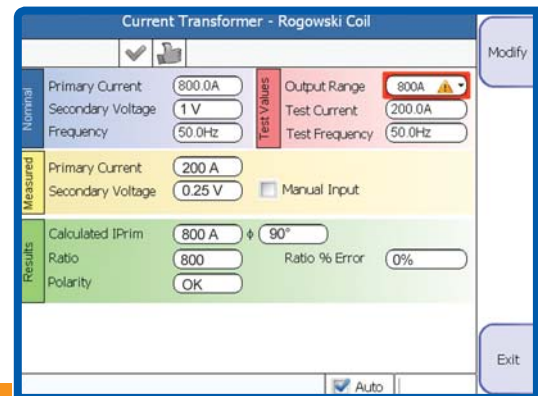 Current Transformer - Rogowski Coil
Modify
Nominal
Primary Current 800.0A
Secondary Voltage 1 V
Frequency 50.0Hz
Test Values
Output Range 800A
Test Current 200.0A
Test Frequency 50.0Hz
Measured
Primary Current 200 A
Secondary Voltage 0.25 V
Manual Input
Results
Calculated IPrim 800 A ϕ 90°
Ratio 800 Ratio % Error 0%
Polarity OK
Auto
Exit